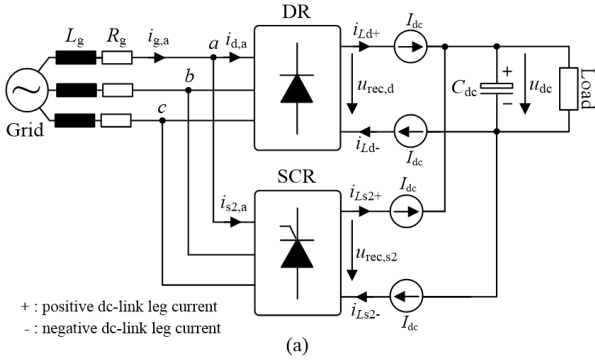 DR
L_g R_g i_g,a a i_d,a i_Ld+ I_dc
b
c
Grid
u_rec,d
C_dc + - u_dc Load
i_Ld- I_dc
SCR
i_s2,a i_Ls2+ I_dc
u_rec,s2
i_Ls2- I_dc
+ : positive dc-link leg current
- : negative dc-link leg current
(a)